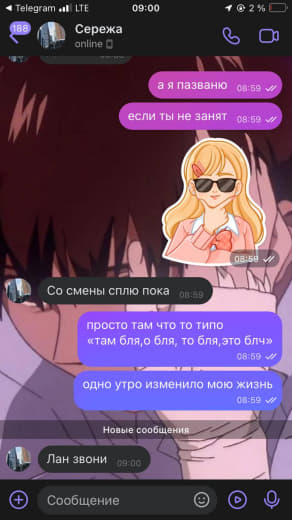 Telegram LTE 09:00 2 %
188
Сережа
online
а я пазваню 08:59
если ты не занят 08:59
08:59
Со смены сплю пока 08:59
просто там что то типо
«там бля,о бля, то бля,это блч»
08:59
одно утро изменило мою жизнь
08:59
Новые сообщения
Лан звони 09:00
Сообщение